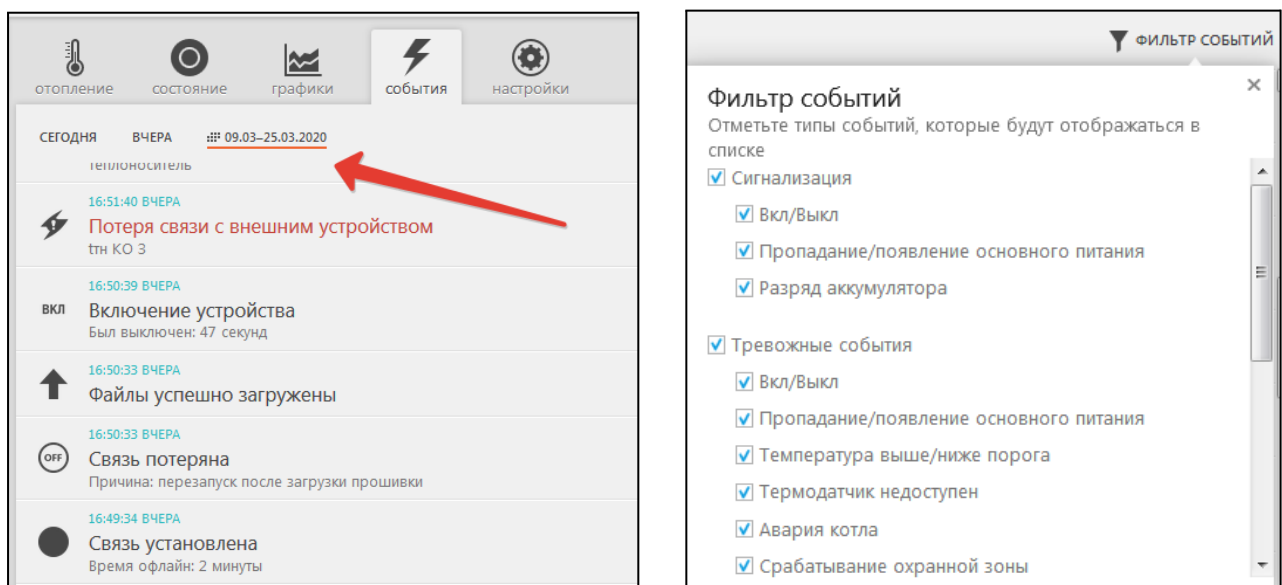 отопление
состояние
графики
события
настройки
СЕГОДНЯ ВЧЕРА 09.03–25.03.2020
теплоноситель
16:51:40 ВЧЕРА
Потеря связи с внешним устройством
tтн КО 3
16:50:39 ВЧЕРА
ВКЛ
Включение устройства
Был выключен: 47 секунд
16:50:33 ВЧЕРА
Файлы успешно загружены
16:50:33 ВЧЕРА
OFF
Связь потеряна
Причина: перезапуск после загрузки прошивки
16:49:34 ВЧЕРА
Связь установлена
Время офлайн: 2 минуты
ФИЛЬТР СОБЫТИЙ
Фильтр событий
Отметьте типы событий, которые будут отображаться в
списке
Сигнализация
Вкл/Выкл
Пропадание/появление основного питания
Разряд аккумулятора
Тревожные события
Вкл/Выкл
Пропадание/появление основного питания
Температура выше/ниже порога
Термодатчик недоступен
Авария котла
Срабатывание охранной зоны